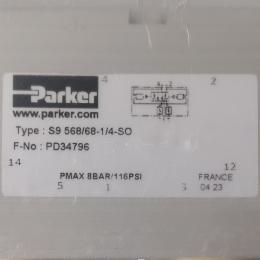 4 2
Parker
www.parker.com
Type : S9 568/68-1/4-SO
F-No : PD34796
14 12
PMAX 8BAR/116PSI FRANCE
5 1 3 04 23